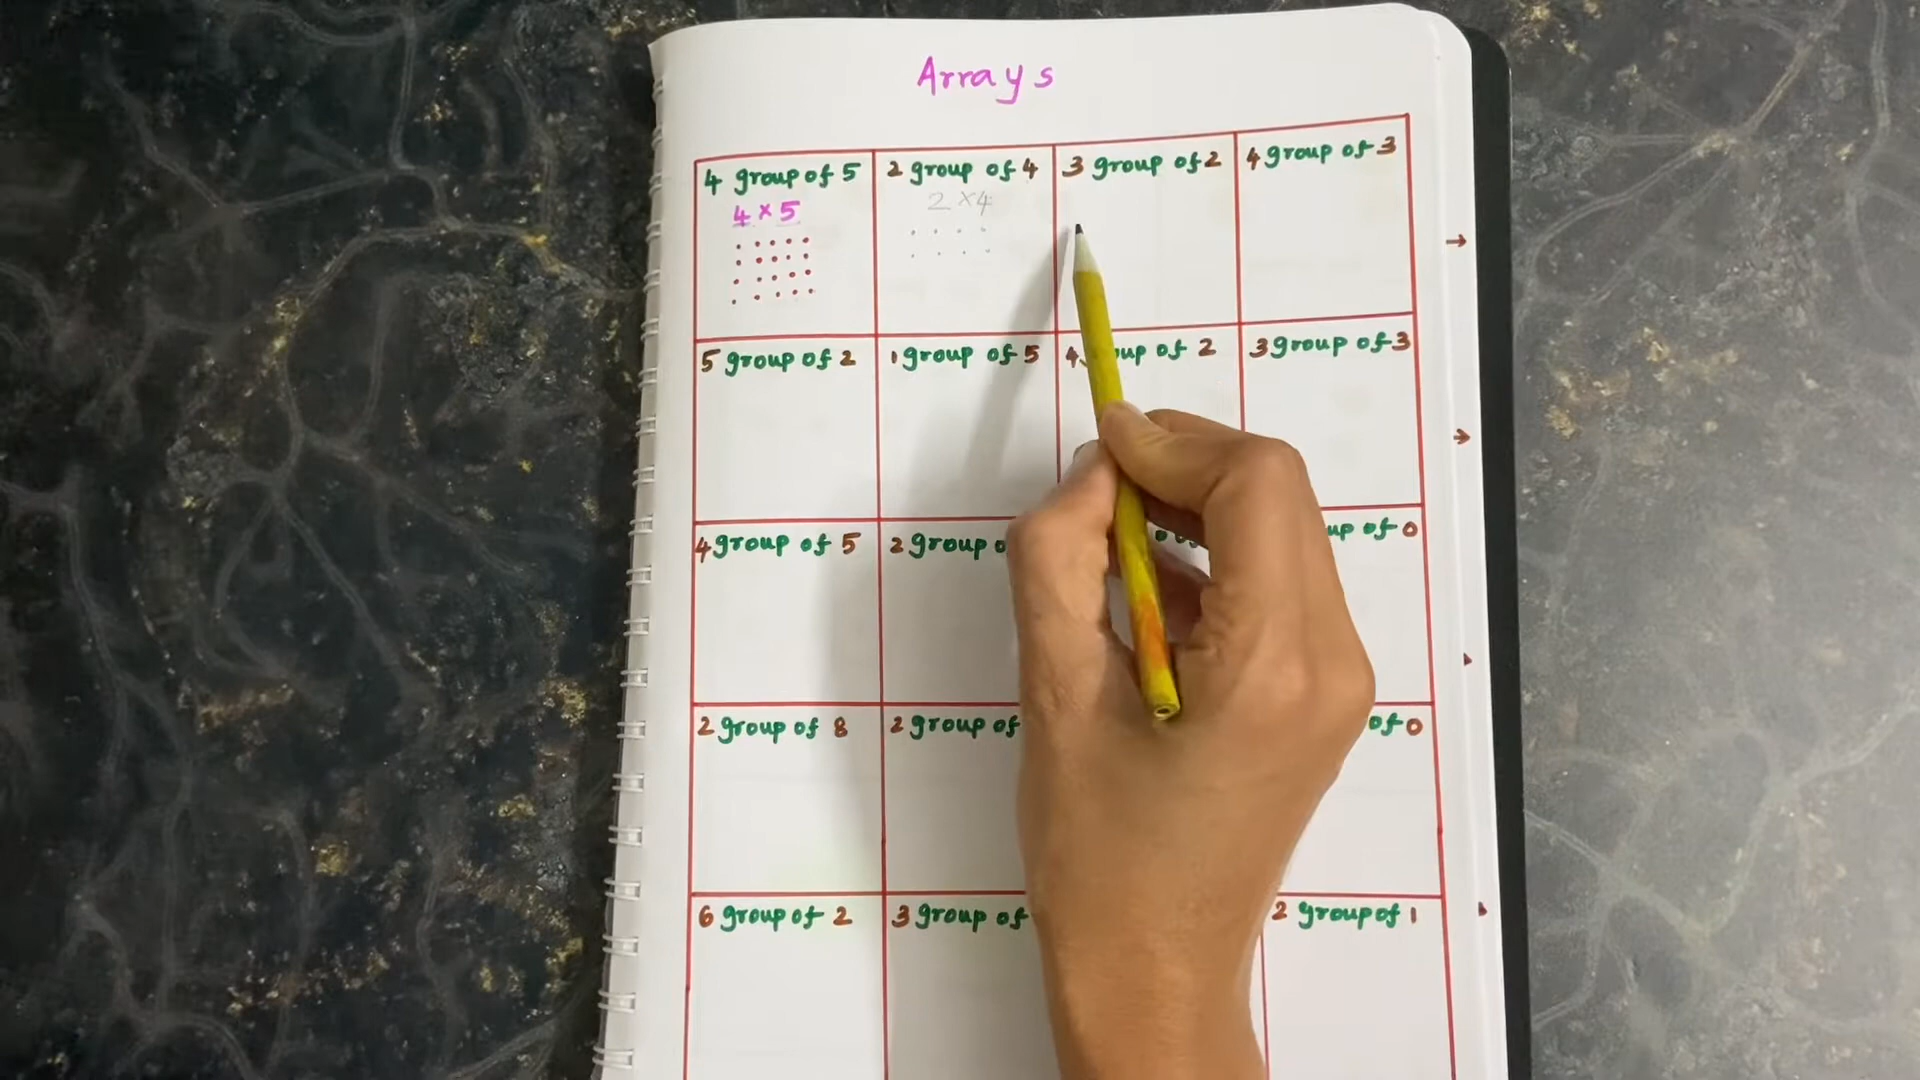 Arrays
4 group of 5
4 × 5
2 group of 4
2 × 4
3 group of 2
4 group of 3
5 group of 2
1 group of 5
4 group of 2
3 group of 3
4 group of 5
2 group
of 0
2 group of 8
2 group of
of 0
6 group of 2
3 group of
2 group of 1